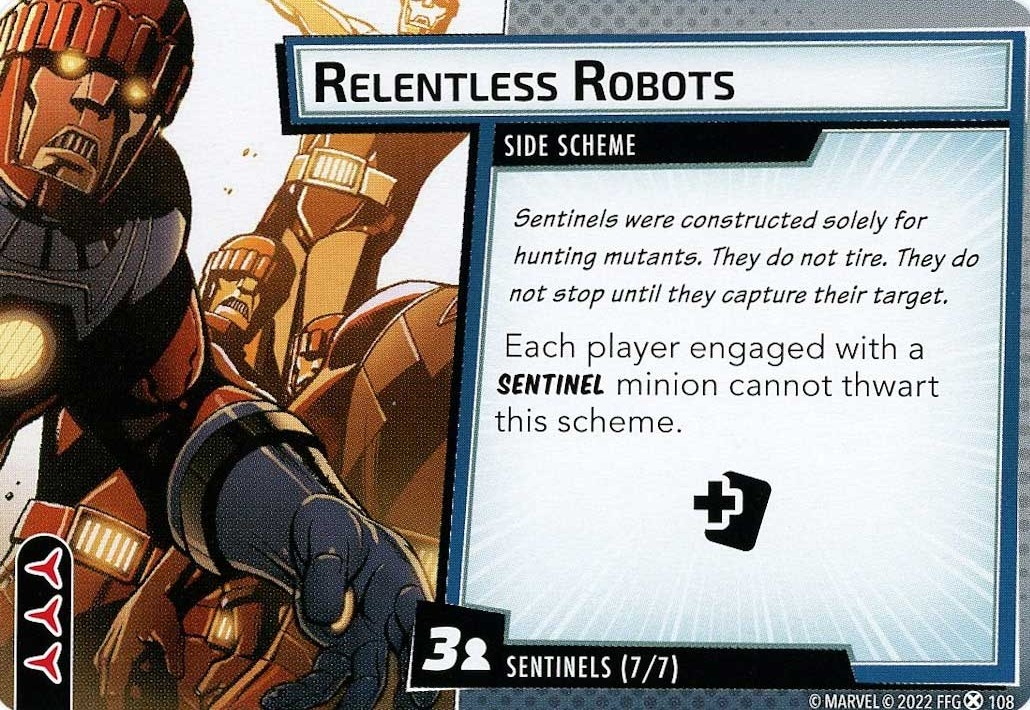 RELENTLESS ROBOTS
SIDE SCHEME
Sentinels were constructed solely for
hunting mutants. They do not tire. They do
not stop until they capture their target.
Each player engaged with a
SENTINEL minion cannot thwart
this scheme.
3
SENTINELS (7/7)
© MARVEL © 2022 FFG 108